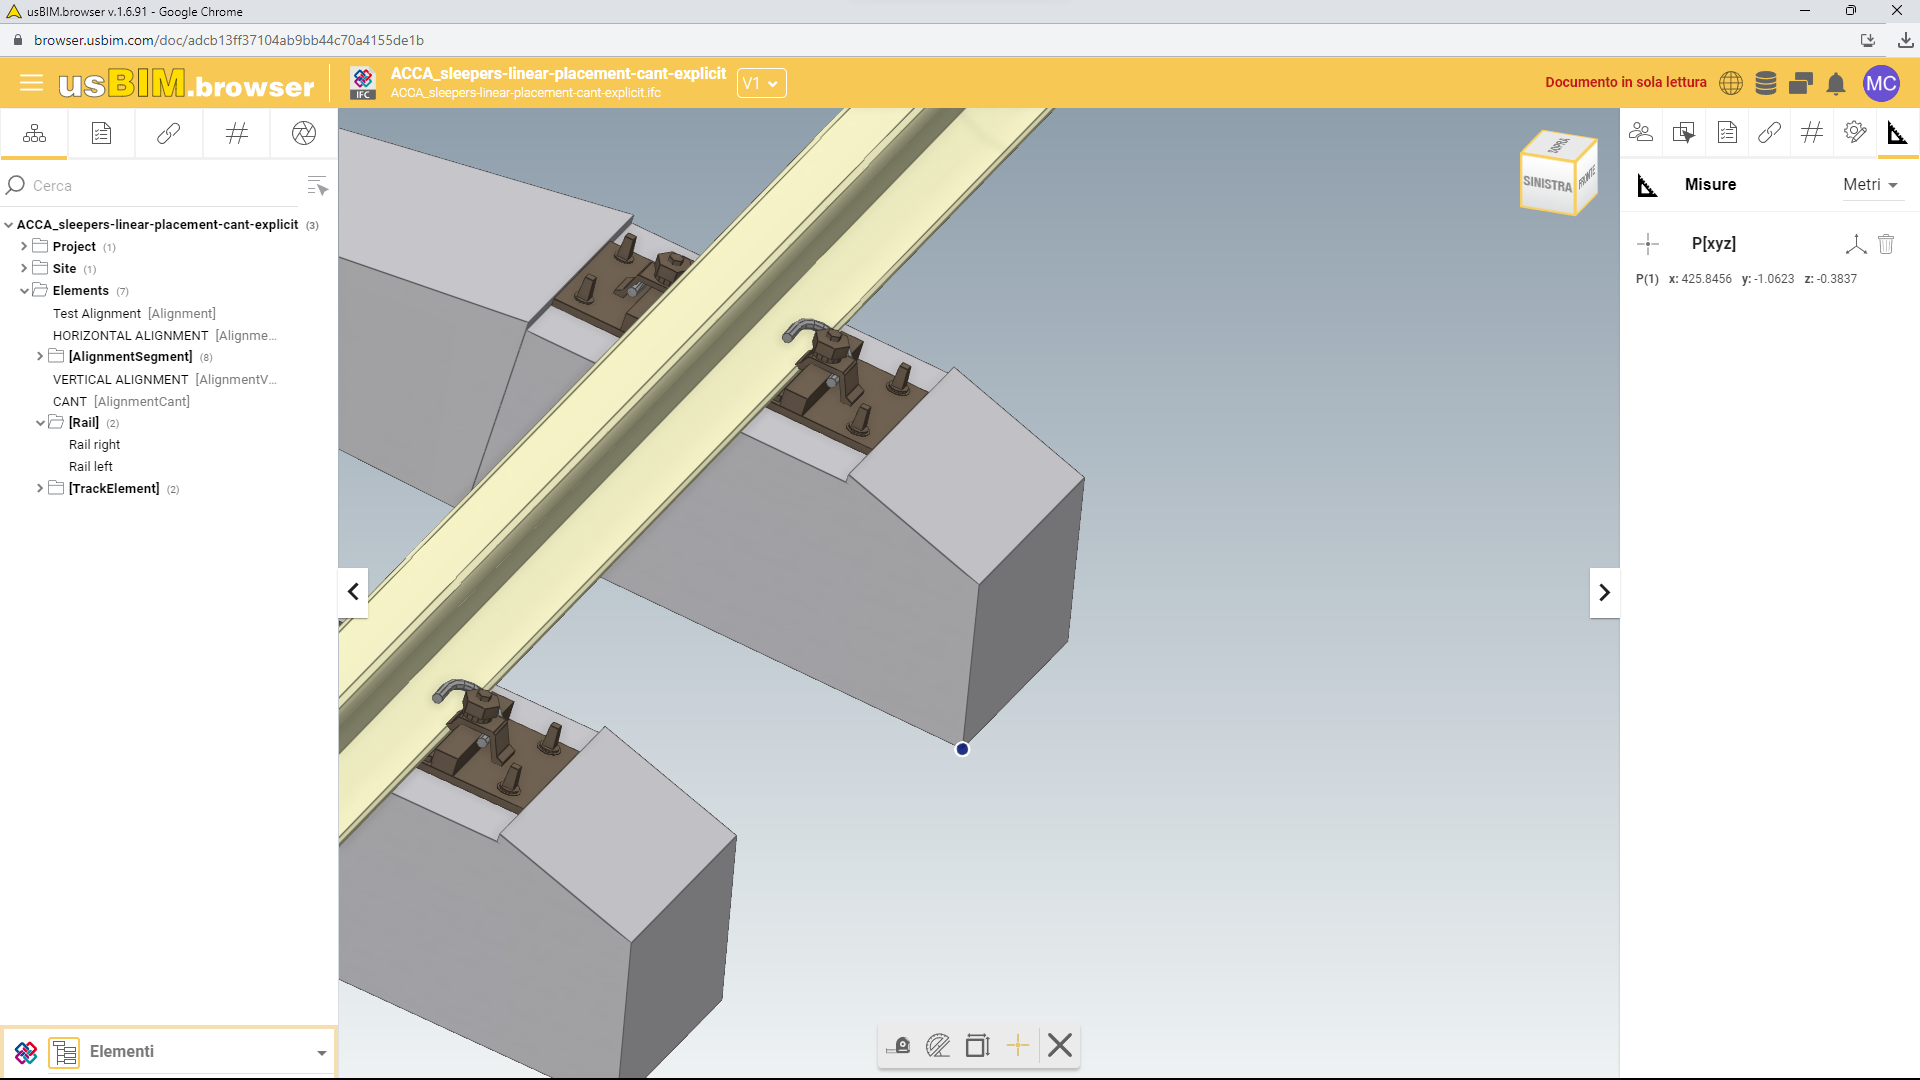 usBIM.browser v.1.6.91 - Google Chrome
browser.usbim.com/doc/adcb13ff37104ab9bb44c70a4155de1b
usBIM.browser
IFC
ACCA_sleepers-linear-placement-cant-explicit
ACCA_sleepers-linear-placement-cant-explicit.ifc
V1
Documento in sola lettura
MC
Cerca
ACCA_sleepers-linear-placement-cant-explicit (3)
Project (1)
Site (1)
Elements (7)
Test Alignment [Alignment]
HORIZONTAL ALIGNMENT [Alignme...
[AlignmentSegment] (8)
VERTICAL ALIGNMENT [AlignmentV...
CANT [AlignmentCant]
[Rail] (2)
Rail right
Rail left
[TrackElement] (2)
Elementi
SOPRA
SINISTRA
FRONTE
Misure
Metri
P[xyz]
P(1) x: 425.8456 y: -1.0623 z: -0.3837